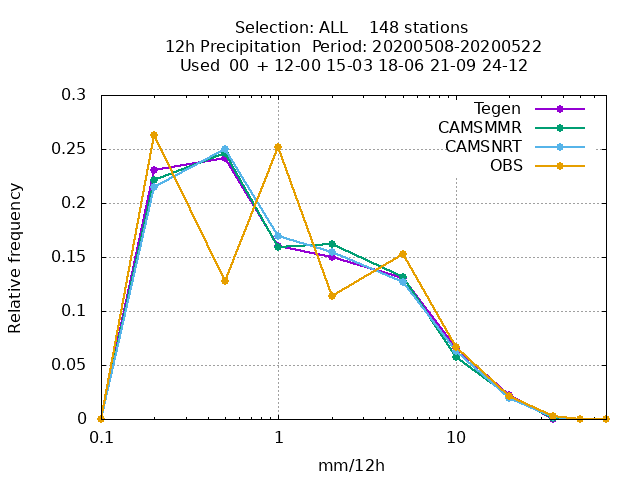 Selection: ALL    148 stations
12h Precipitation  Period: 20200508-20200522
Used  00 + 12-00 15-03 18-06 21-09 24-12
Relative frequency
0.3
0.25
0.2
0.15
0.1
0.05
0
Tegen
CAMSMMR
CAMSNRT
OBS
0.1 1 10
mm/12h